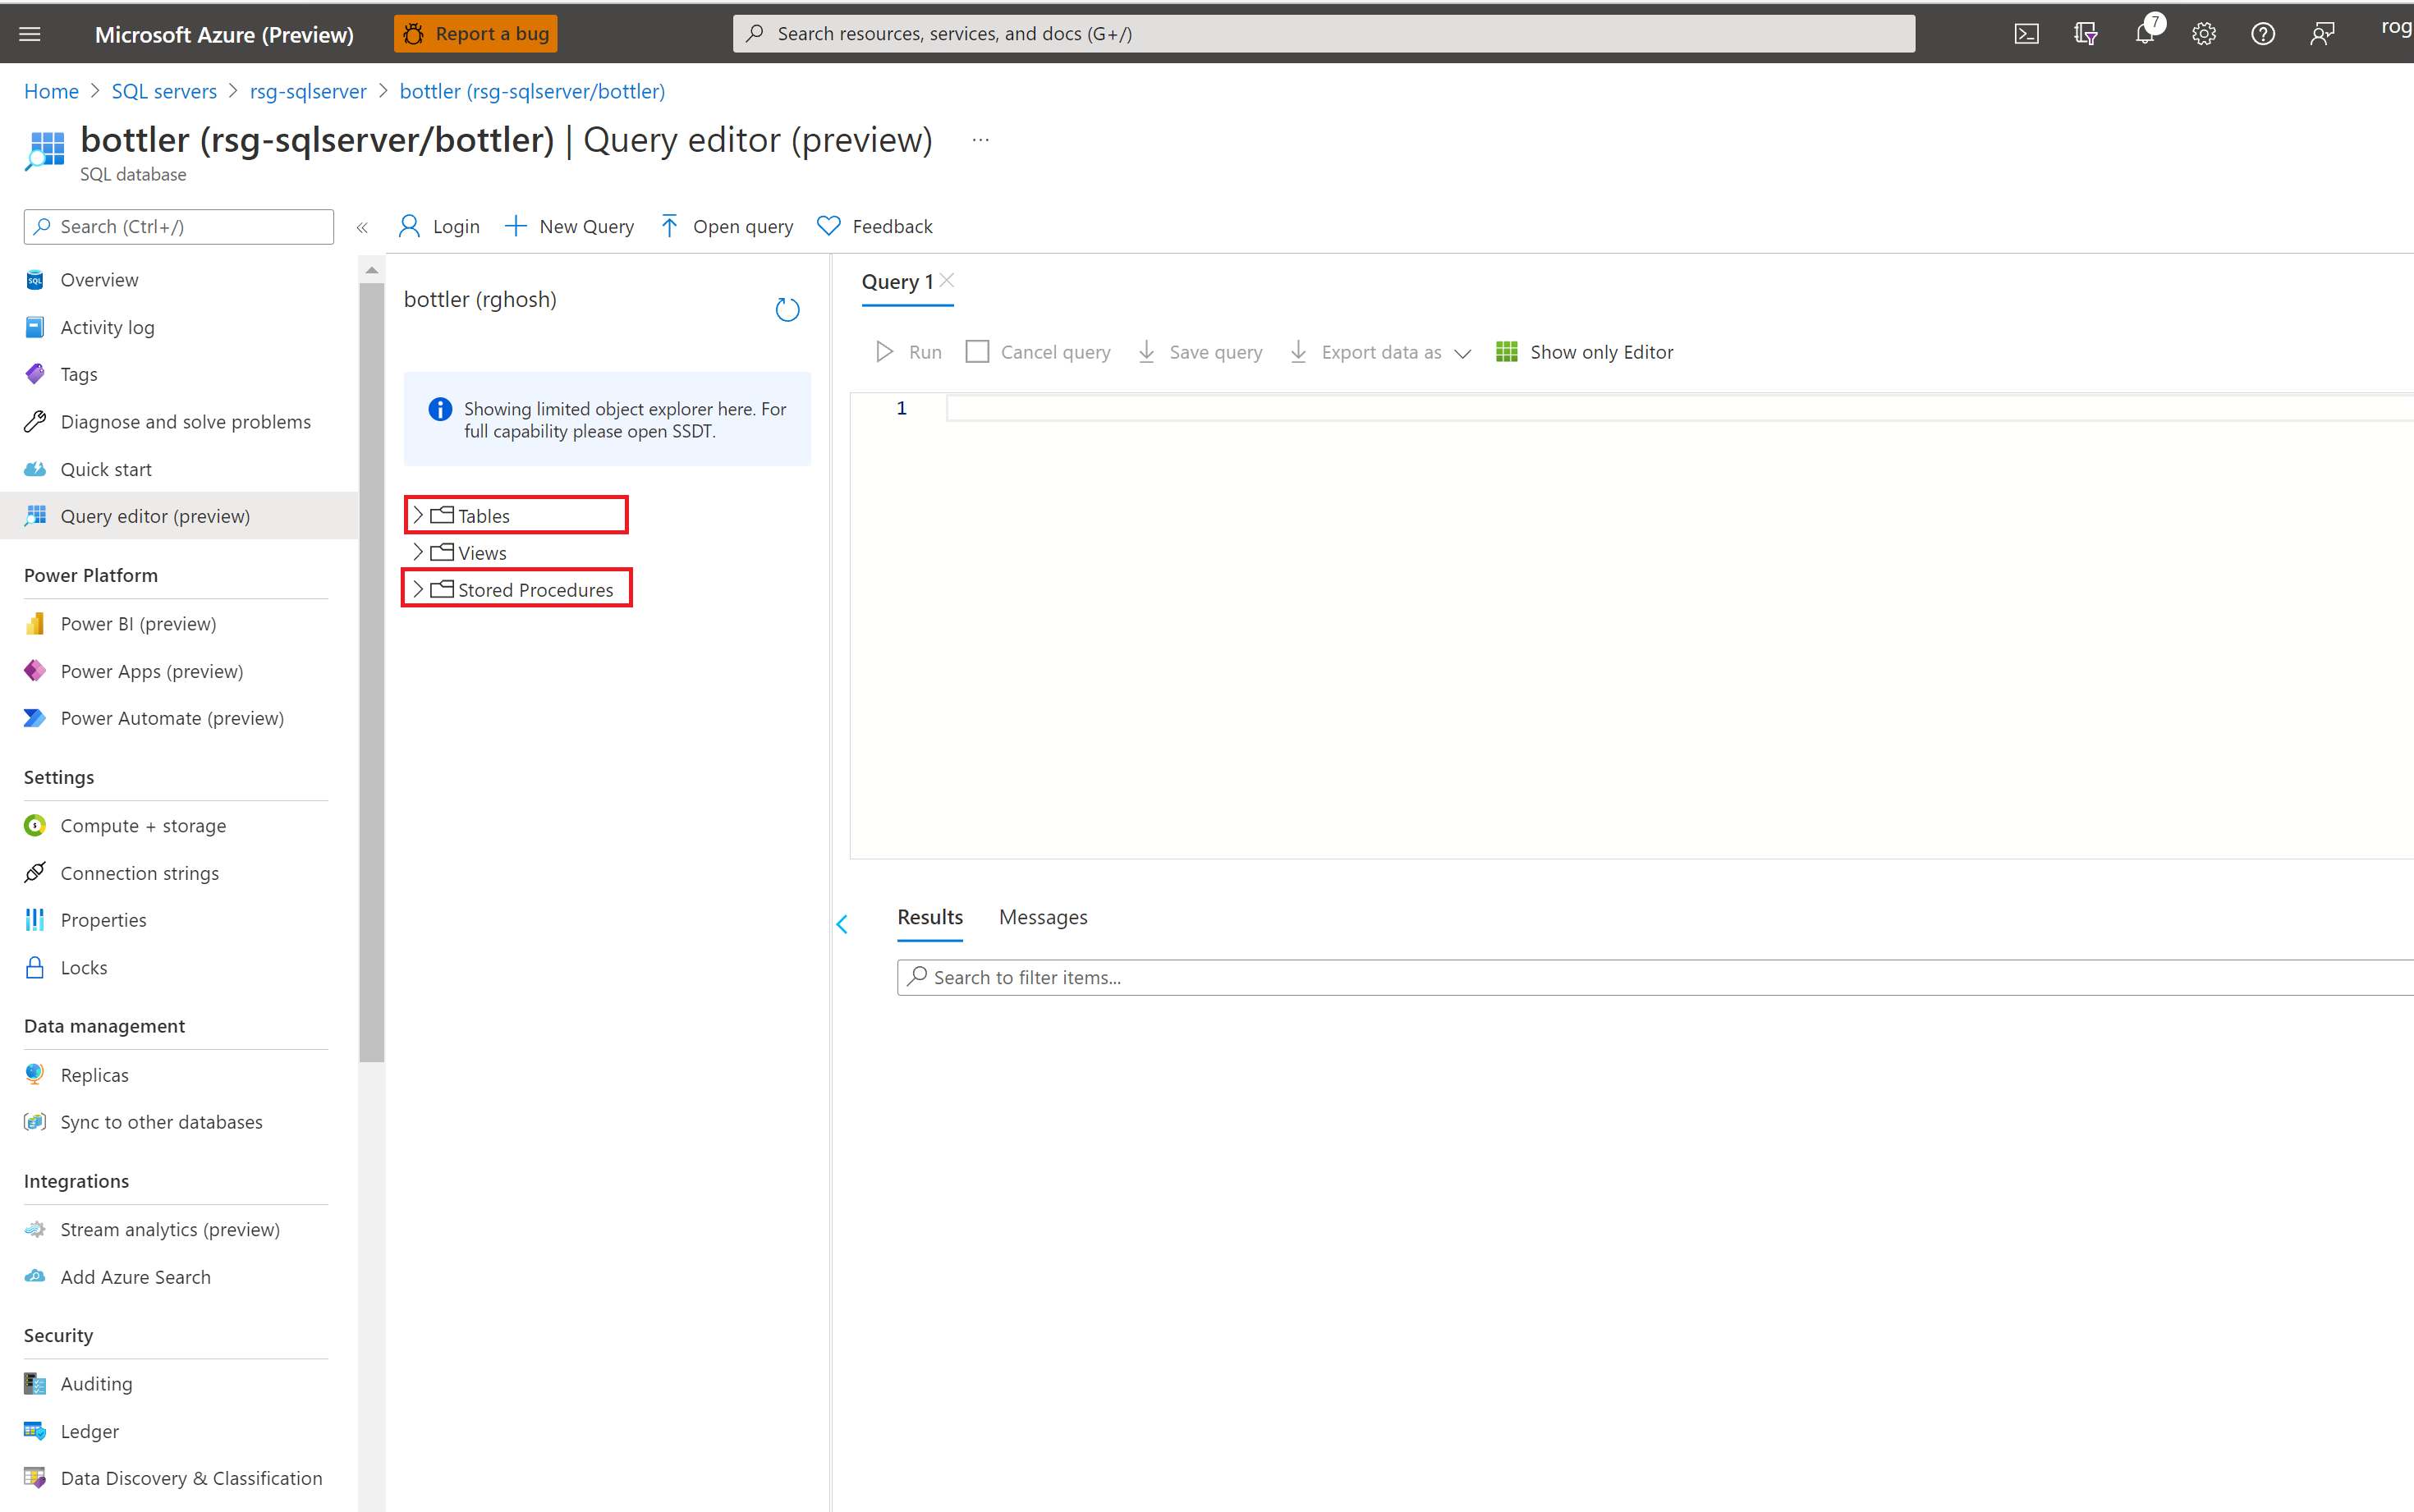 Microsoft Azure (Preview)
Report a bug
Search resources, services, and docs (G+/)
7
rog
Home > SQL servers > rsg-sqlserver > bottler (rsg-sqlserver/bottler)
bottler (rsg-sqlserver/bottler) | Query editor (preview) ...
SQL database
Search (Ctrl+/)
«
Login
New Query
Open query
Feedback
Overview
Activity log
Tags
Diagnose and solve problems
Quick start
Query editor (preview)
Power Platform
Power BI (preview)
Power Apps (preview)
Power Automate (preview)
Settings
Compute + storage
Connection strings
Properties
Locks
Data management
Replicas
Sync to other databases
Integrations
Stream analytics (preview)
Add Azure Search
Security
Auditing
Ledger
Data Discovery & Classification
bottler (rghosh)
Showing limited object explorer here. For
full capability please open SSDT.
Tables
Views
Stored Procedures
Query 1
Run
Cancel query
Save query
Export data as
Show only Editor
1
Results
Messages
Search to filter items...